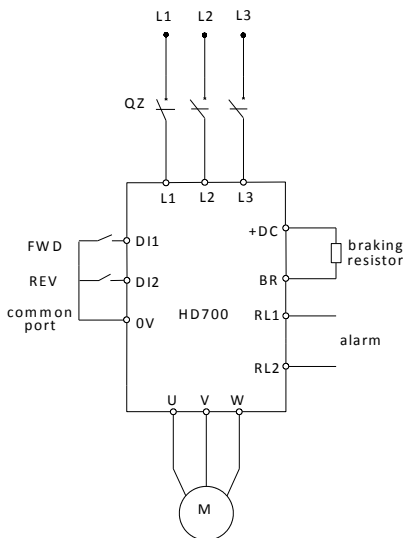 L1 L2 L3
QZ
L1 L2 L3
+DC
FWD DI1
braking
resistor
REV DI2
BR
common
port
0V HD700 RL1
alarm
RL2
U V W
M